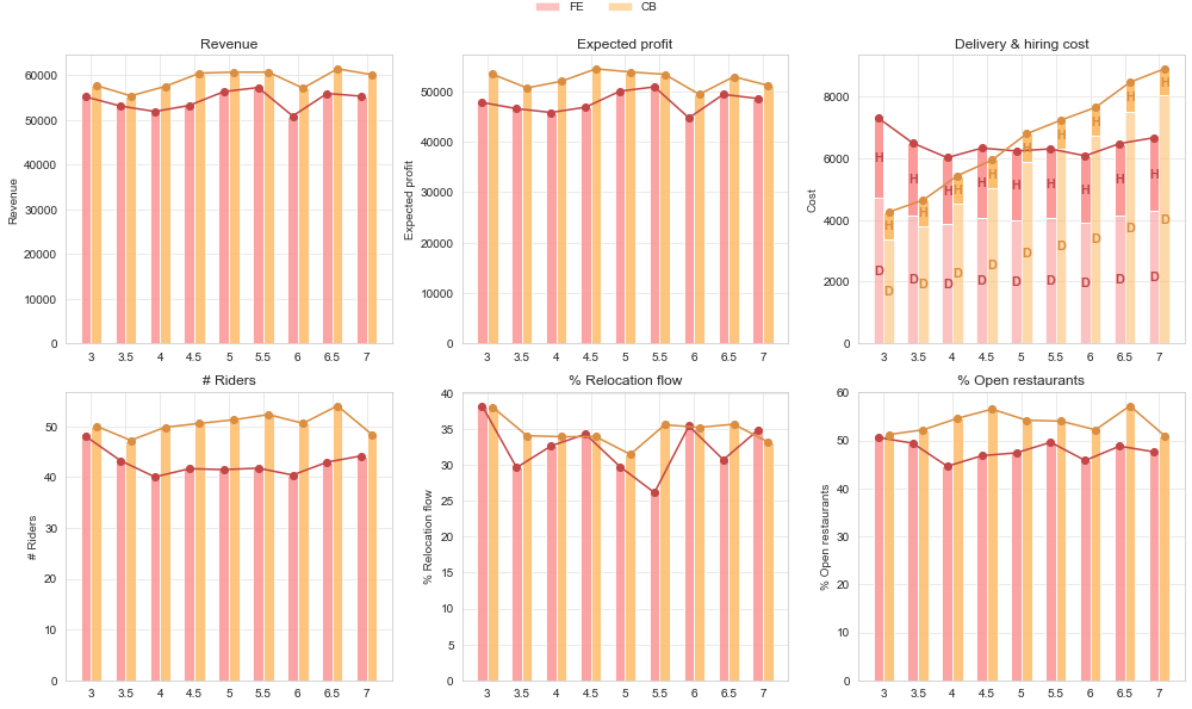 FE CB
Revenue
Revenue
60000
50000
40000
30000
20000
10000
0
3 3.5 4 4.5 5 5.5 6 6.5 7
Expected profit
Expected profit
50000
40000
30000
20000
10000
0
3 3.5 4 4.5 5 5.5 6 6.5 7
Delivery & hiring cost
Cost
8000
6000
4000
2000
0
H H H H H H H H H
H H H H H H H H H
D D D D D D D D D
D D D D D D D D D
3 3.5 4 4.5 5 5.5 6 6.5 7
# Riders
# Riders
50
40
30
20
10
0
3 3.5 4 4.5 5 5.5 6 6.5 7
% Relocation flow
% Relocation flow
40
35
30
25
20
15
10
5
0
3 3.5 4 4.5 5 5.5 6 6.5 7
% Open restaurants
% Open restaurants
60
50
40
30
20
10
0
3 3.5 4 4.5 5 5.5 6 6.5 7